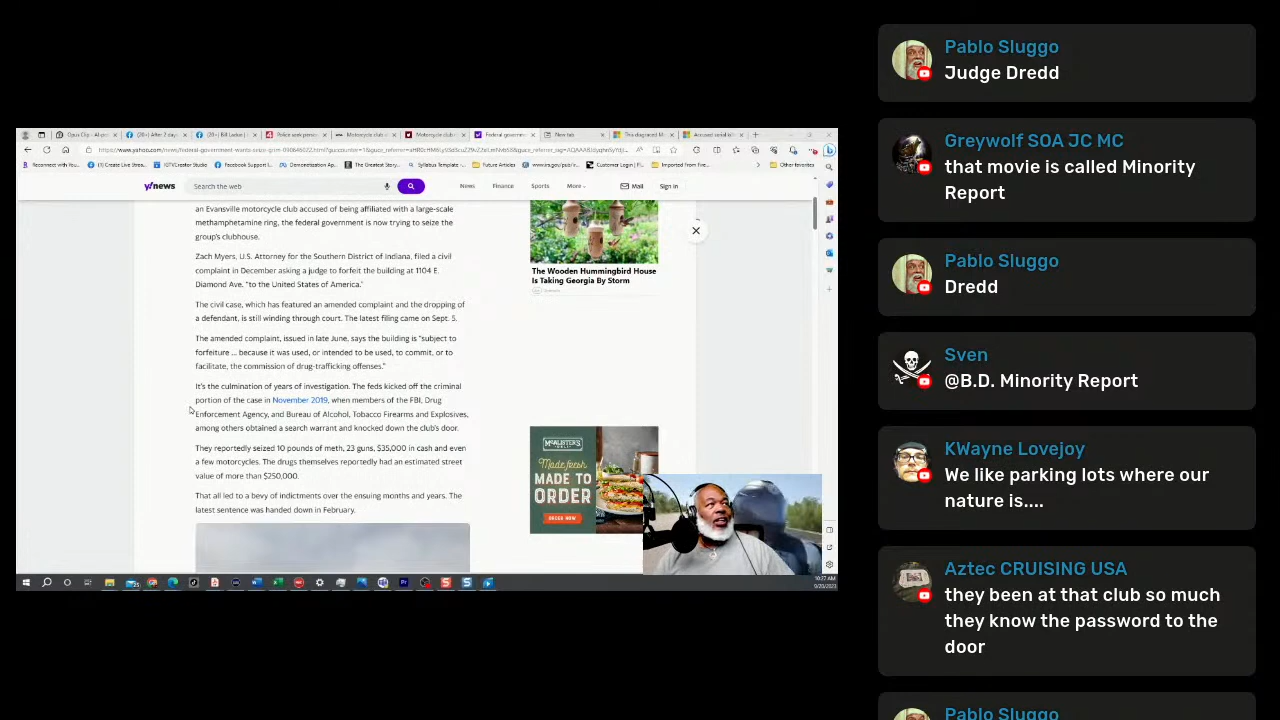 Federal governm
New tab
y!news
Search the web
News
Finance
Sports
More
Mail
Sign in
an Evansville motorcycle club accused of being affiliated with a large-scale
methamphetamine ring, the federal government is now trying to seize the
group's clubhouse.
Zach Myers, U.S. Attorney for the Southern District of Indiana, filed a civil
complaint in December asking a judge to forfeit the building at 1104 E.
Diamond Ave. "to the United States of America."
The civil case, which has featured an amended complaint and the dropping of
a defendant, is still winding through court. The latest filing came on Sept. 5.
The amended complaint, issued in late June, says the building is "subject to
forfeiture ... because it was used, or intended to be used, to commit, or to
facilitate, the commission of drug-trafficking offenses."
It's the culmination of years of investigation. The feds kicked off the criminal
portion of the case in November 2019, when members of the FBI, Drug
Enforcement Agency, and Bureau of Alcohol, Tobacco Firearms and Explosives,
among others obtained a search warrant and knocked down the club's door.
They reportedly seized 10 pounds of meth, 23 guns, $35,000 in cash and even
a few motorcycles. The drugs themselves reportedly had an estimated street
value of more than $250,000.
That all led to a bevy of indictments over the ensuing months and years. The
latest sentence was handed down in February.
The Wooden Hummingbird House
Is Taking Georgia By Storm
McALISTER'S
Made fresh
MADE TO
ORDER
ORDER NOW
10:27 AM
9/20/2023
Pablo Sluggo
Judge Dredd
Greywolf SOA JC MC
that movie is called Minority
Report
Pablo Sluggo
Dredd
Sven
@B.D. Minority Report
KWayne Lovejoy
We like parking lots where our
nature is....
Aztec CRUISING USA
they been at that club so much
they know the password to the
door
Pablo Sluggo